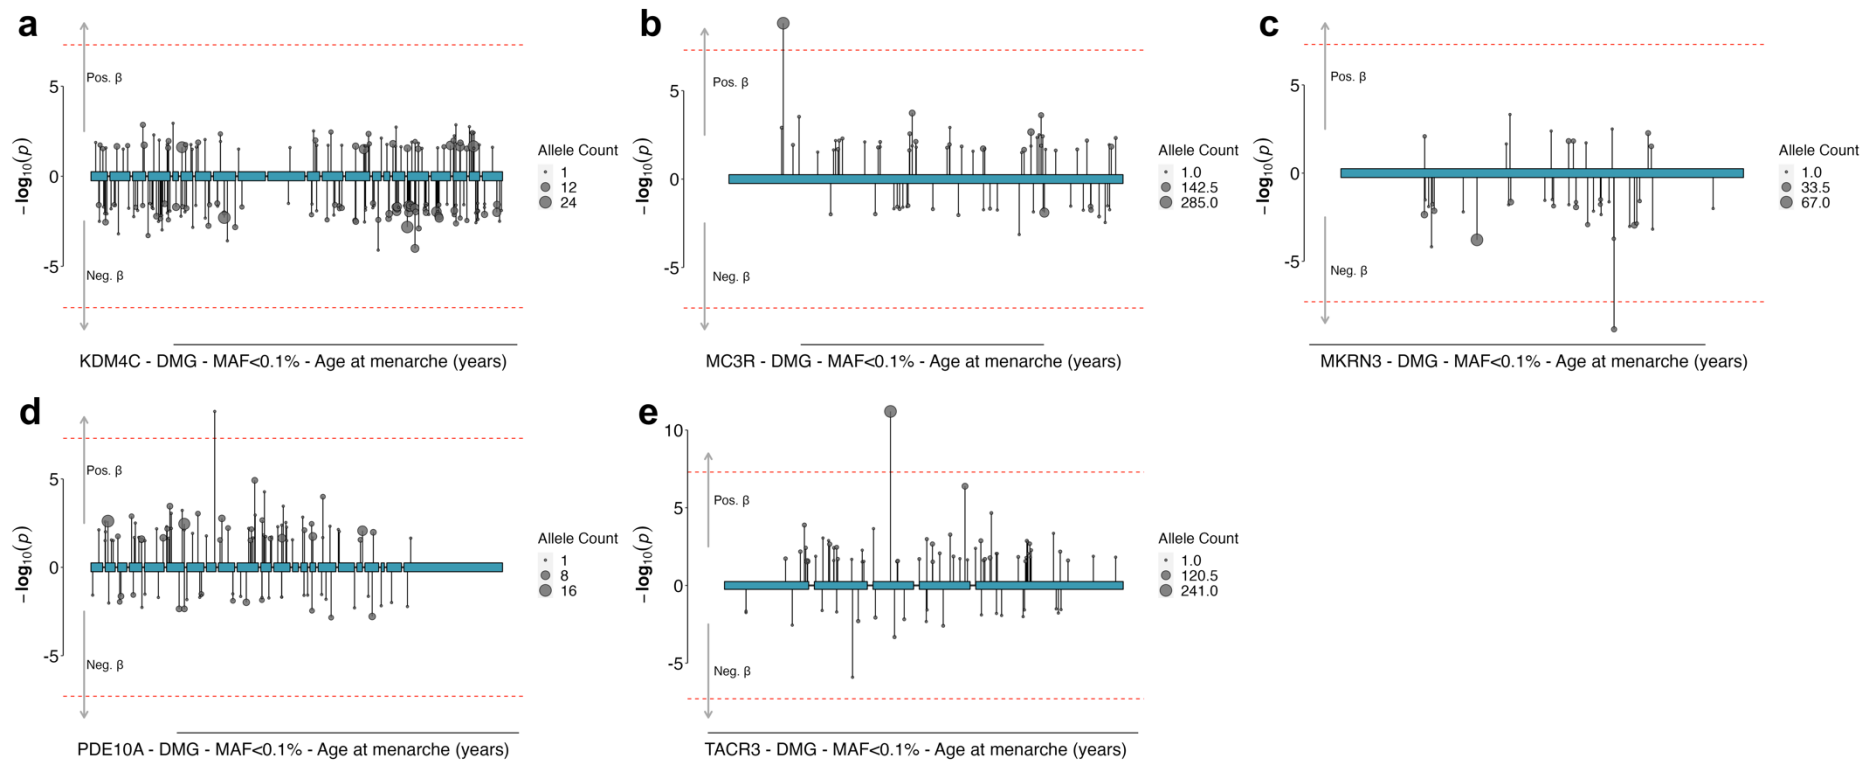 a
5
0
-5
−log10(p)
Pos. β
Neg. β
Allele Count
1
12
24
KDM4C - DMG - MAF<0.1% - Age at menarche (years)
b
5
0
-5
−log10(p)
Pos. β
Neg. β
Allele Count
1.0
142.5
285.0
MC3R - DMG - MAF<0.1% - Age at menarche (years)
c
5
0
-5
−log10(p)
Pos. β
Neg. β
Allele Count
1.0
33.5
67.0
MKRN3 - DMG - MAF<0.1% - Age at menarche (years)
d
5
0
-5
−log10(p)
Pos. β
Neg. β
Allele Count
1
8
16
PDE10A - DMG - MAF<0.1% - Age at menarche (years)
e
10
5
0
-5
−log10(p)
Pos. β
Neg. β
Allele Count
1.0
120.5
241.0
TACR3 - DMG - MAF<0.1% - Age at menarche (years)